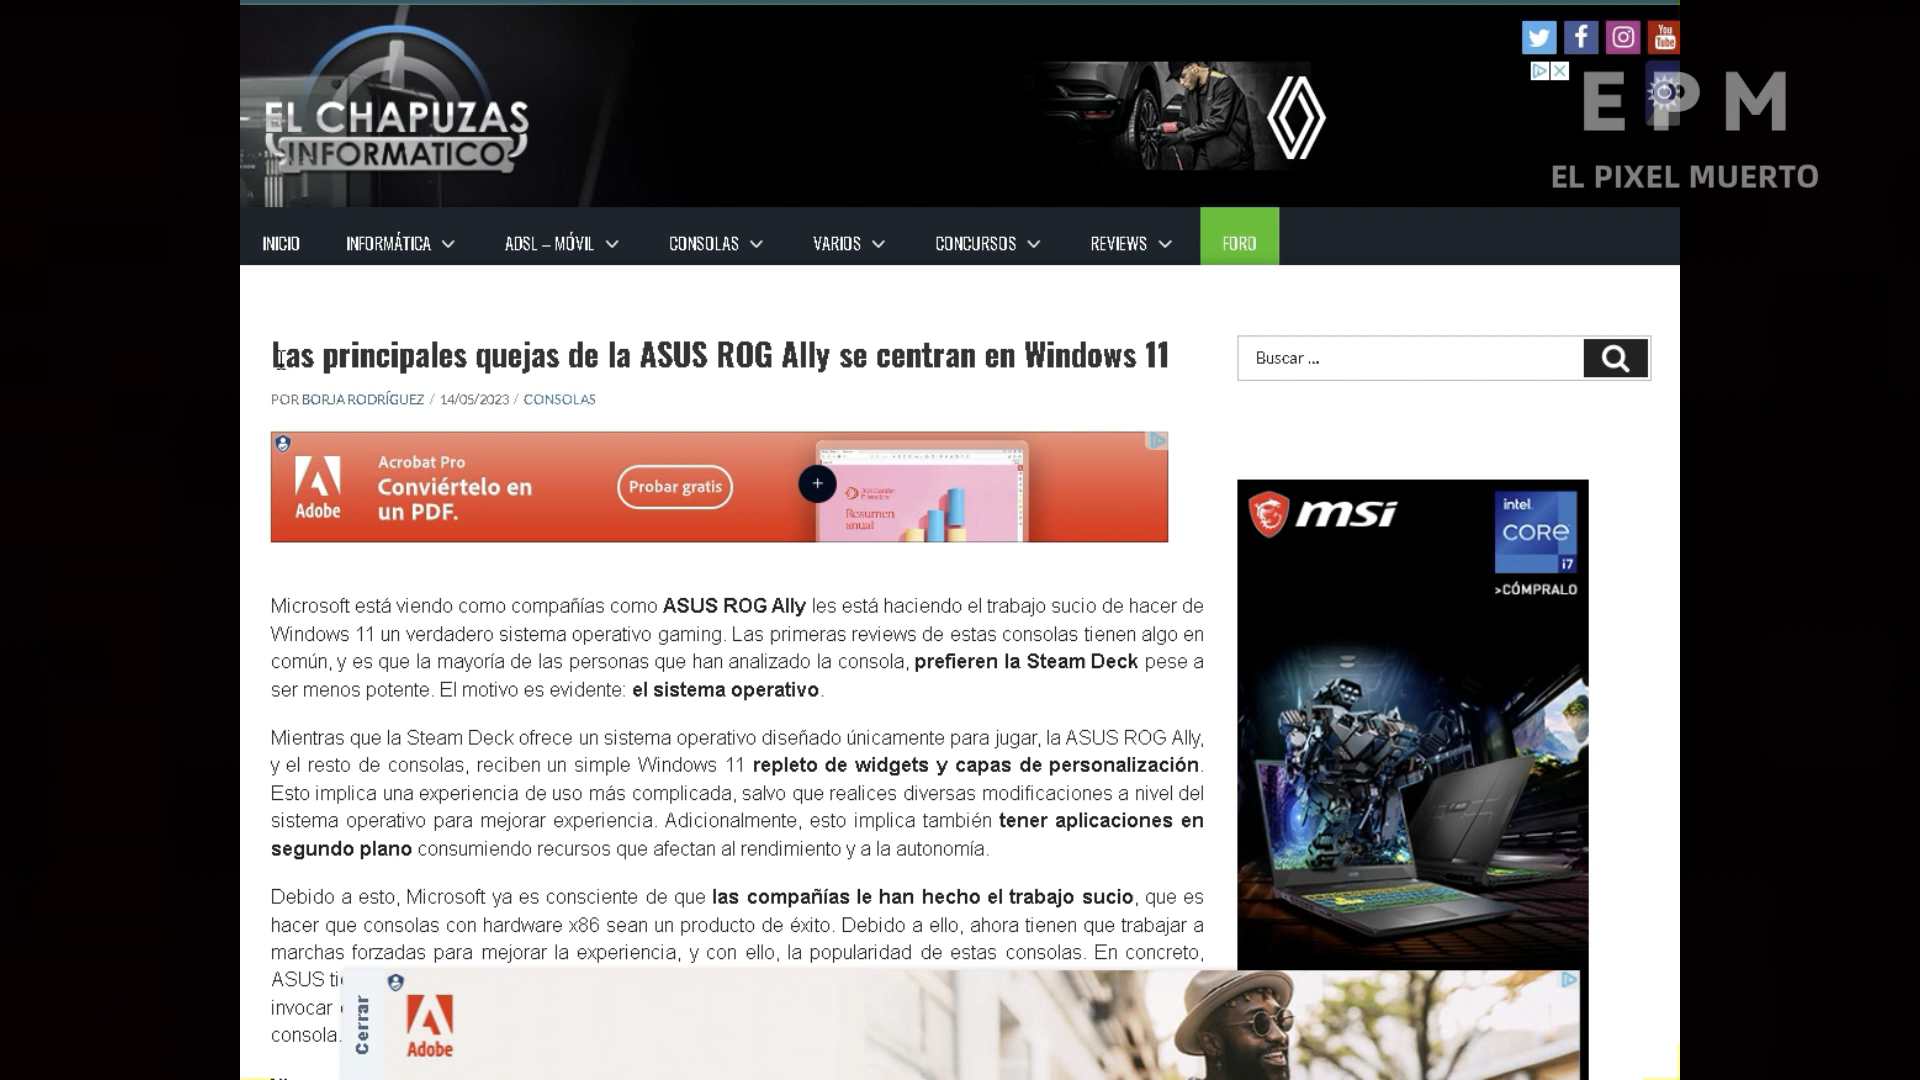 EL CHAPUZAS
INFORMATICO
You
Tube
E P M
EL PIXEL MUERTO
INICIO
INFORMÁTICA
ADSL – MÓVIL
CONSOLAS
VARIOS
CONCURSOS
REVIEWS
FORO
Las principales quejas de la ASUS ROG Ally se centran en Windows 11
POR BORJA RODRÍGUEZ / 14/05/2023 / CONSOLAS
Buscar ...
Adobe
Acrobat Pro
Conviértelo en
un PDF.
Probar gratis
+
Resumen
anual
msi
intel
CORE
i7
>CÓMPRALO
Microsoft está viendo como compañías como ASUS ROG Ally les está haciendo el trabajo sucio de hacer de
Windows 11 un verdadero sistema operativo gaming. Las primeras reviews de estas consolas tienen algo en
común, y es que la mayoría de las personas que han analizado la consola, prefieren la Steam Deck pese a
ser menos potente. El motivo es evidente: el sistema operativo.
Mientras que la Steam Deck ofrece un sistema operativo diseñado únicamente para jugar, la ASUS ROG Ally,
y el resto de consolas, reciben un simple Windows 11 repleto de widgets y capas de personalización.
Esto implica una experiencia de uso más complicada, salvo que realices diversas modificaciones a nivel del
sistema operativo para mejorar experiencia. Adicionalmente, esto implica también tener aplicaciones en
segundo plano consumiendo recursos que afectan al rendimiento y a la autonomía.
Debido a esto, Microsoft ya es consciente de que las compañías le han hecho el trabajo sucio, que es
hacer que consolas con hardware x86 sean un producto de éxito. Debido a ello, ahora tienen que trabajar a
marchas forzadas para mejorar la experiencia, y con ello, la popularidad de estas consolas. En concreto,
ASUS
invocar
consola.
Cerrar
Adobe